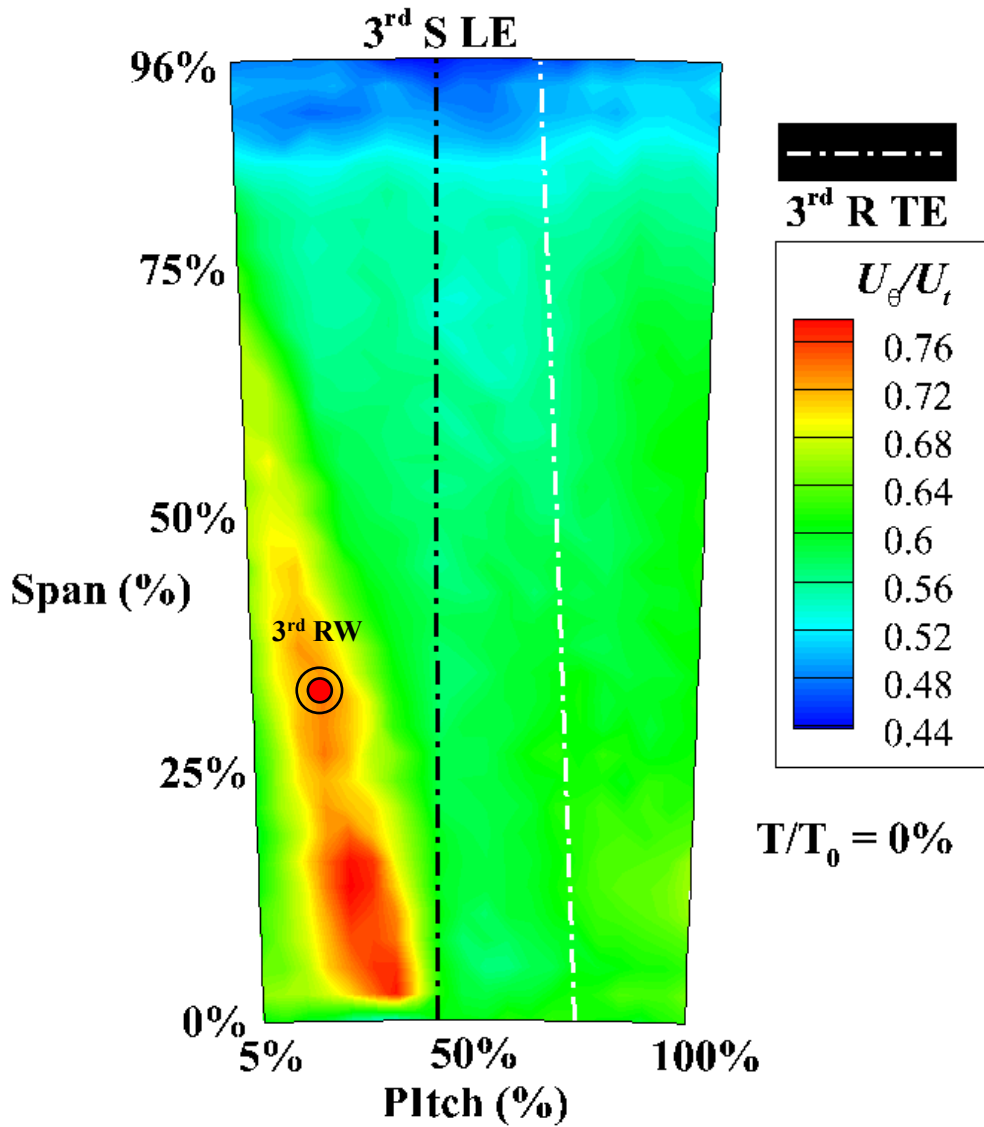 3rd S LE
96%
75%
50%
Span (%)
3rd RW
25%
0%
5% 50% 100%
PItch (%)
3rd R TE
Uθ/Ut
0.76
0.72
0.68
0.64
0.6
0.56
0.52
0.48
0.44
T/T0 = 0%